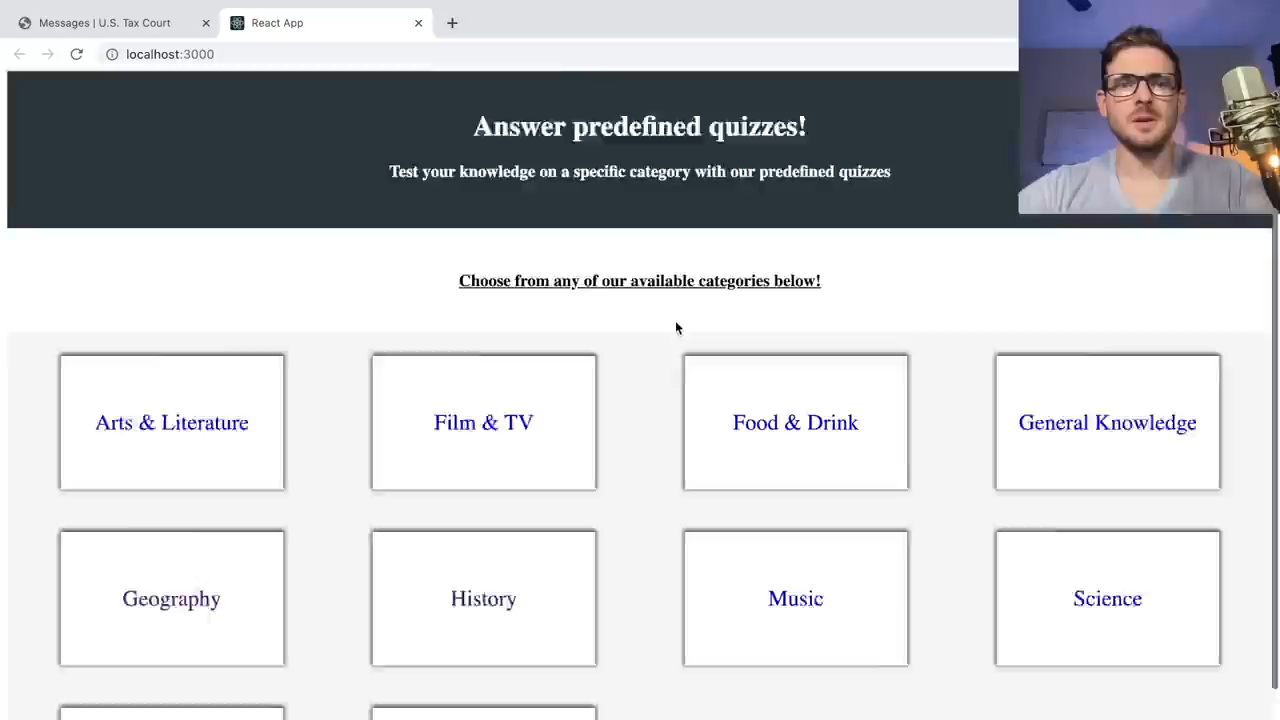 Messages | U.S. Tax Court
React App
localhost:3000
Answer predefined quizzes!
Test your knowledge on a specific category with our predefined quizzes
Choose from any of our available categories below!
Arts & Literature
Film & TV
Food & Drink
General Knowledge
Geography
History
Music
Science